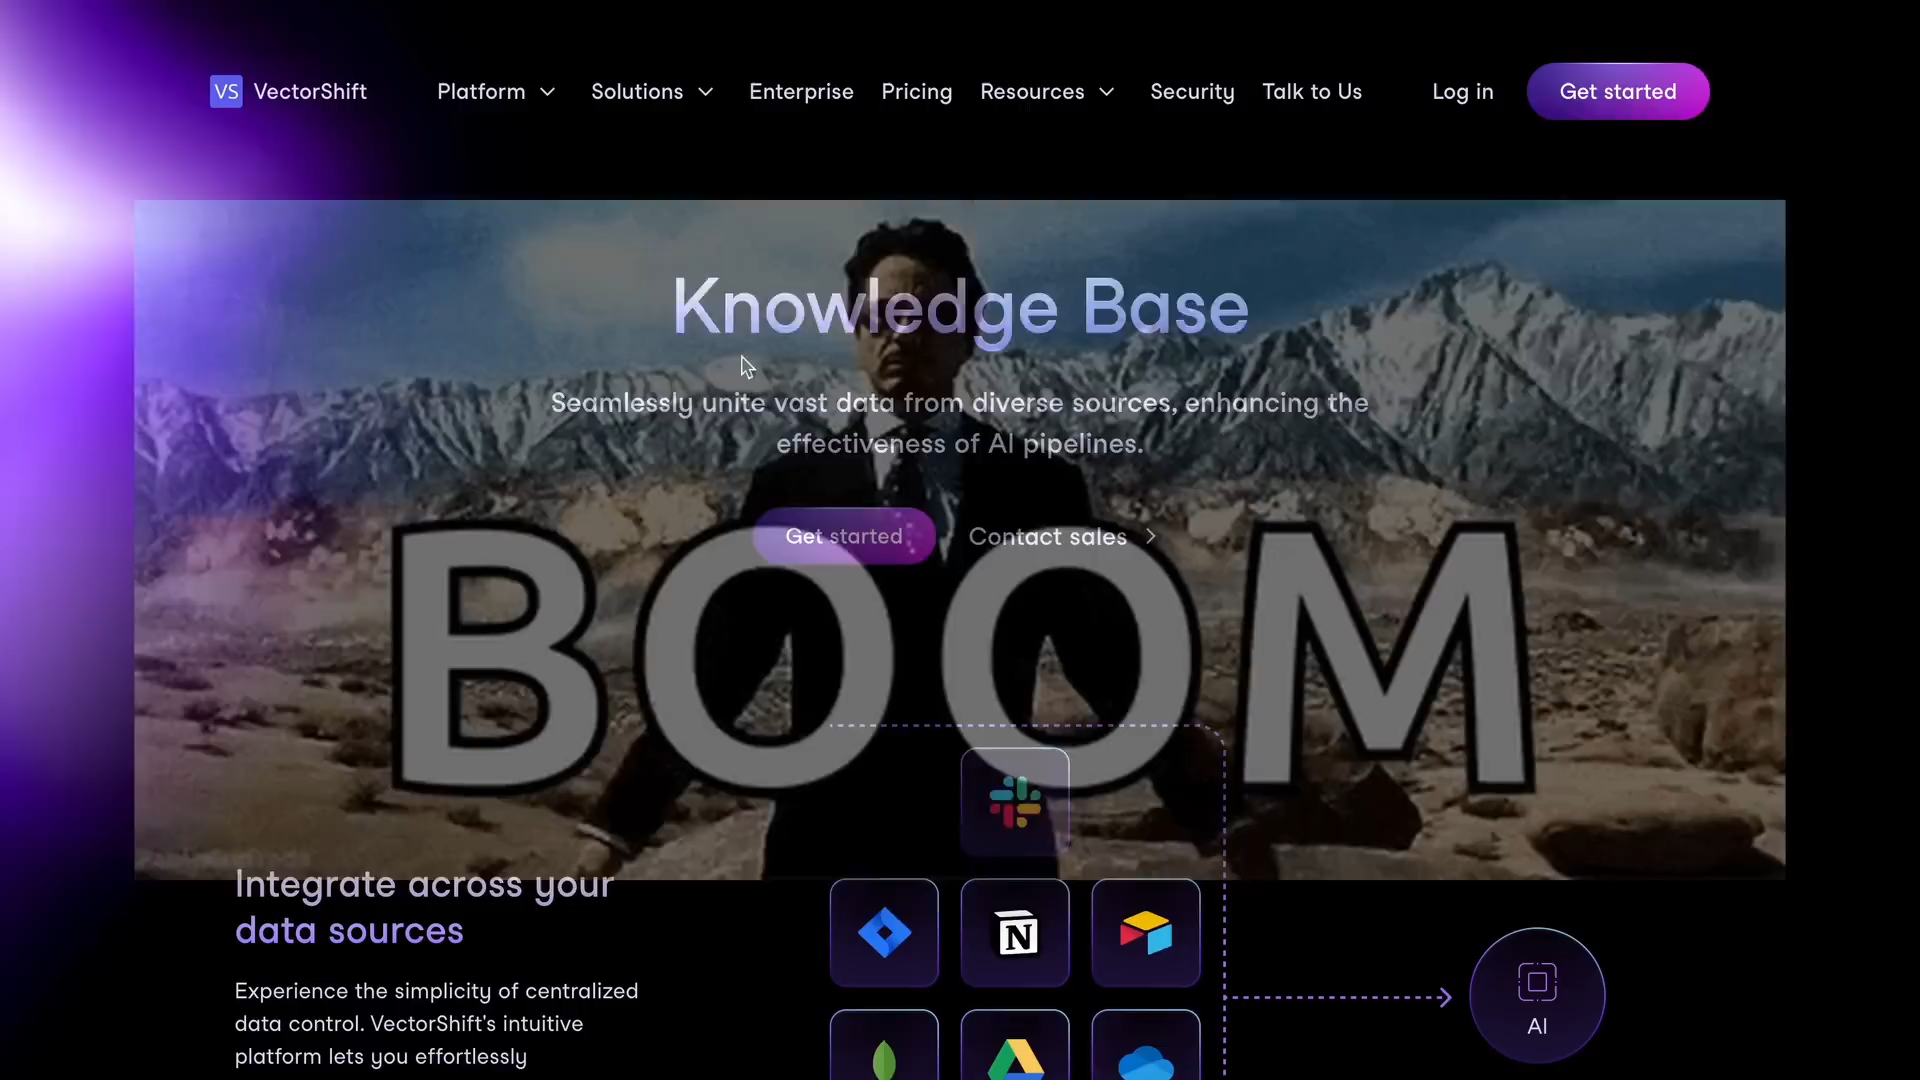 VS VectorShift Platform Solutions Enterprise Pricing Resources Security Talk to Us Log in Get started
Knowledge Base
Seamlessly unite vast data from diverse sources, enhancing the
effectiveness of AI pipelines.
Get started Contact sales
BOOM
Integrate across your
data sources
N
Experience the simplicity of centralized
data control. VectorShift's intuitive
platform lets you effortlessly
AI